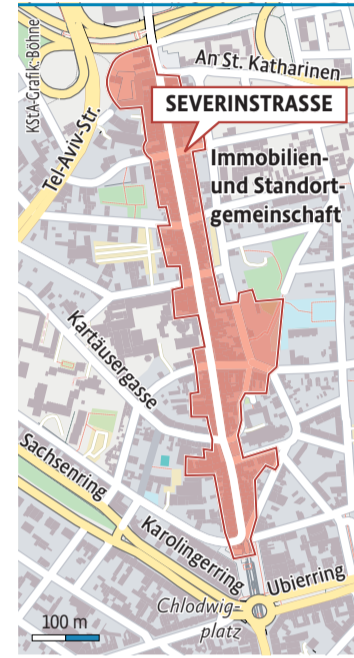 KStA-Grafik: Böhne
An St. Katharinen
SEVERINSTRASSE
Tel-Aviv-Str.
Immobilien-
und Standort-
gemeinschaft
Kartäusergasse
Sachsenring
Karolingerring
Ubierring
Chlodwig-
platz
100 m